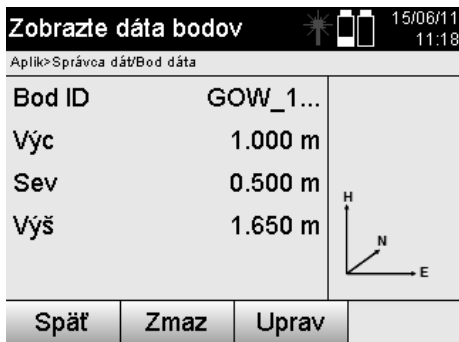 Zobrazte dáta bodov
15/06/11
11:18
Aplik>Správca dát/Bod dáta
Bod ID GOW_1...
Výc 1.000 m
Sev 0.500 m
Výš 1.650 m
H
N
E
Späť Zmaz Uprav